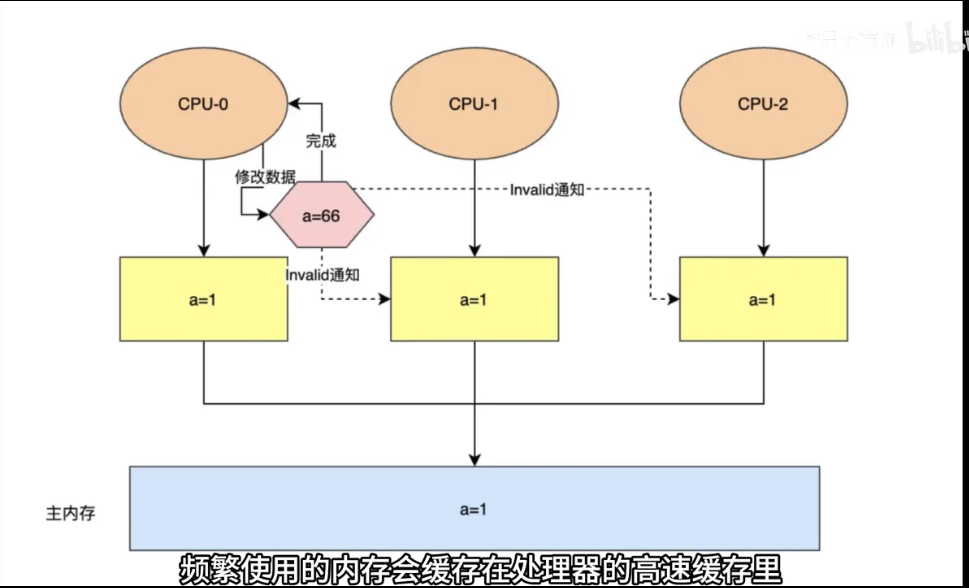 CPU-0
CPU-1
CPU-2
完成
修改数据
Invalid通知
a=66
Invalid通知
a=1
a=1
a=1
主内存
a=1
频繁使用的内存会缓存在处理器的高速缓存里